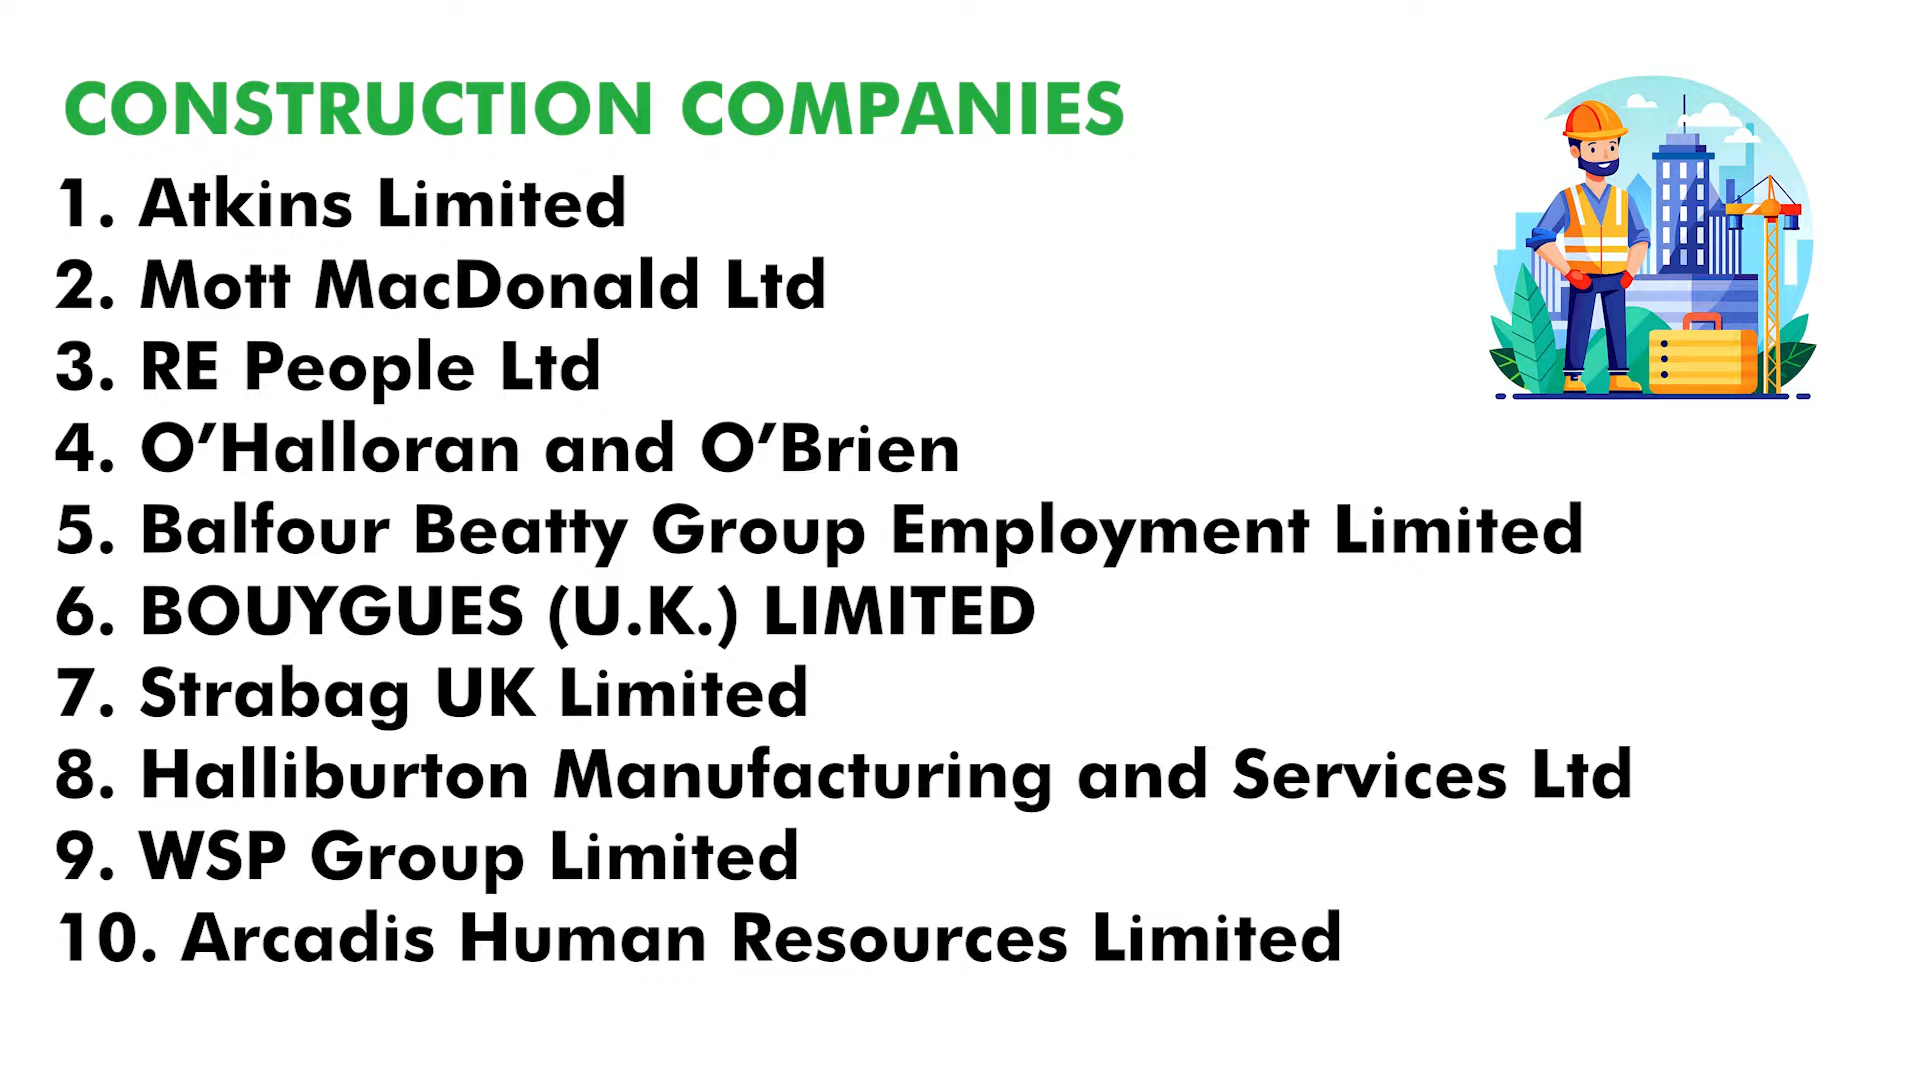 CONSTRUCTION COMPANIES
1. Atkins Limited
2. Mott MacDonald Ltd
3. RE People Ltd
4. O’Halloran and O’Brien
5. Balfour Beatty Group Employment Limited
6. BOUYGUES (U.K.) LIMITED
7. Strabag UK Limited
8. Halliburton Manufacturing and Services Ltd
9. WSP Group Limited
10. Arcadis Human Resources Limited